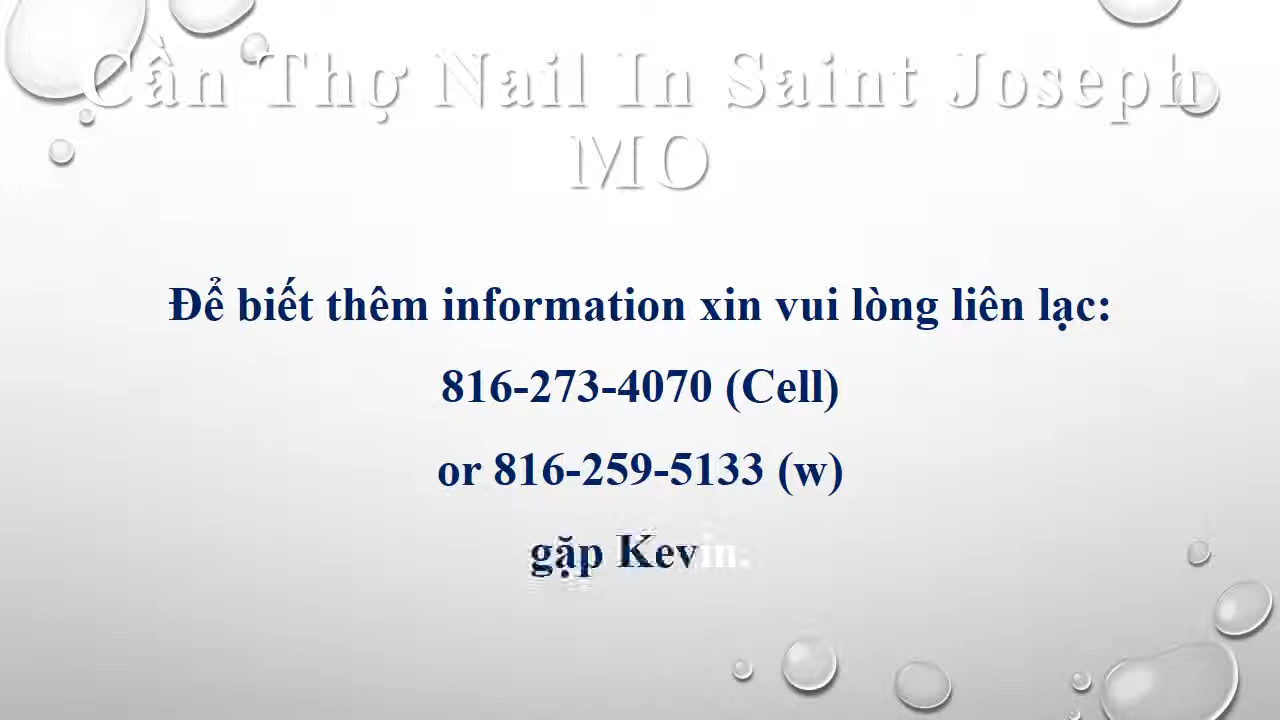 Cần Thợ Nail In Saint Joseph
MO
Để biết thêm information xin vui lòng liên lạc:
816-273-4070 (Cell)
or 816-259-5133 (w)
gặp Kevin.